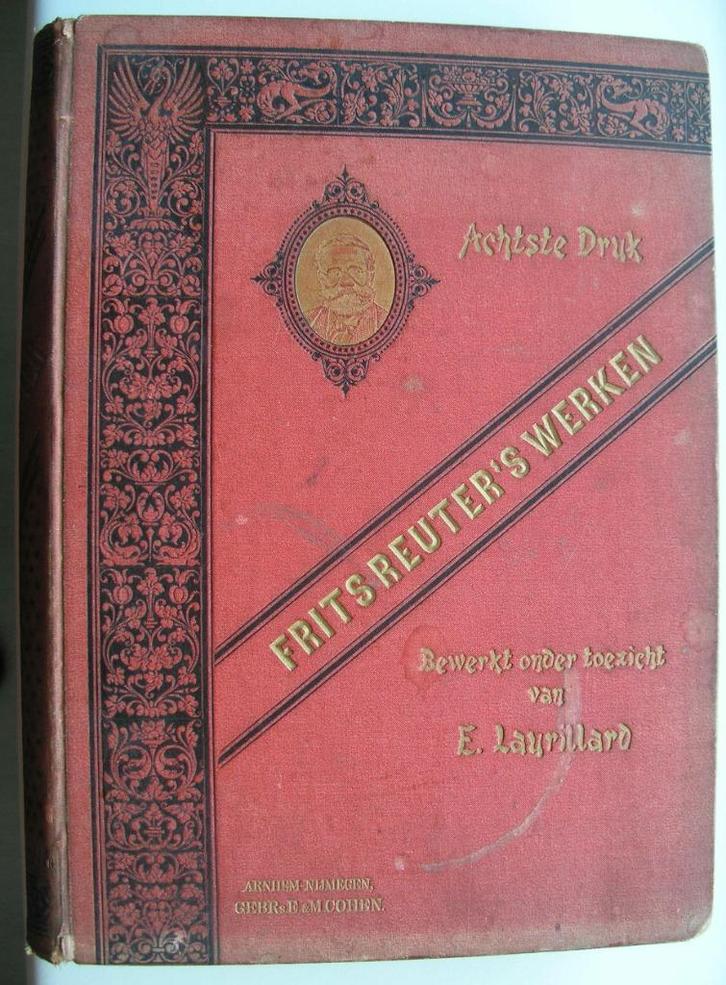 Achtste Druk
FRITS REUTER'S WERKEN
Bewerkt onder toezicht
van
E. Laurillard
ARNHEM-NIJMEGEN,
GEBRs E & M COHEN.